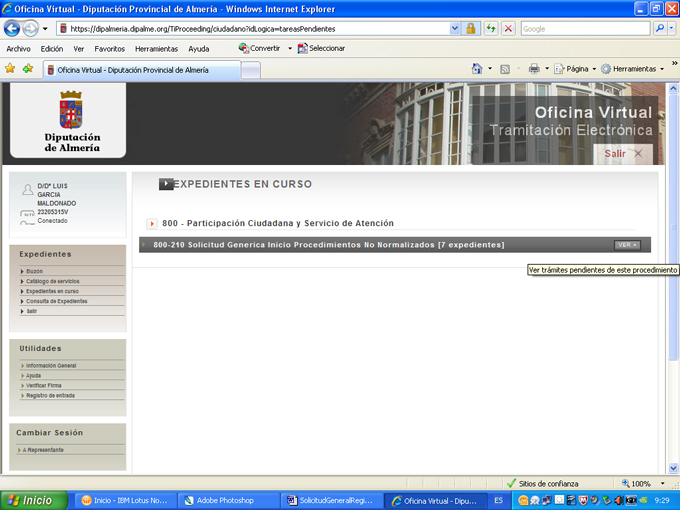 Oficina Virtual - Diputación Provincial de Almería - Windows Internet Explorer
https://dipalmeria.dipalme.org/TiProceeding/ciudadano?idLogica=tareasPendientes
Google
Archivo Edición Ver Favoritos Herramientas Ayuda Convertir Seleccionar
Oficina Virtual - Diputación Provincial de Almería
Página Herramientas
Diputación
de Almería
Oficina Virtual
Tramitación Electrónica
Salir
D/Dª LUIS
GARCIA
MALDONADO
23205315V
Conectado
EXPEDIENTES EN CURSO
800 - Participación Ciudadana y Servicio de Atención
800-210 Solicitud Generica Inicio Procedimientos No Normalizados [7 expedientes]
VER
Ver trámites pendientes de este procedimiento
Expedientes
Buzón
Catálogo de servicios
Expedientes en curso
Consulta de Expedientes
Salir
Utilidades
Información General
Ayuda
Verificar Firma
Registro de entrada
Cambiar Sesión
A Representante
Sitios de confianza
100%
Inicio
Inicio - IBM Lotus No...
Adobe Photoshop
SolicitudGeneralRegi...
Oficina Virtual - Dipu...
ES
9:29